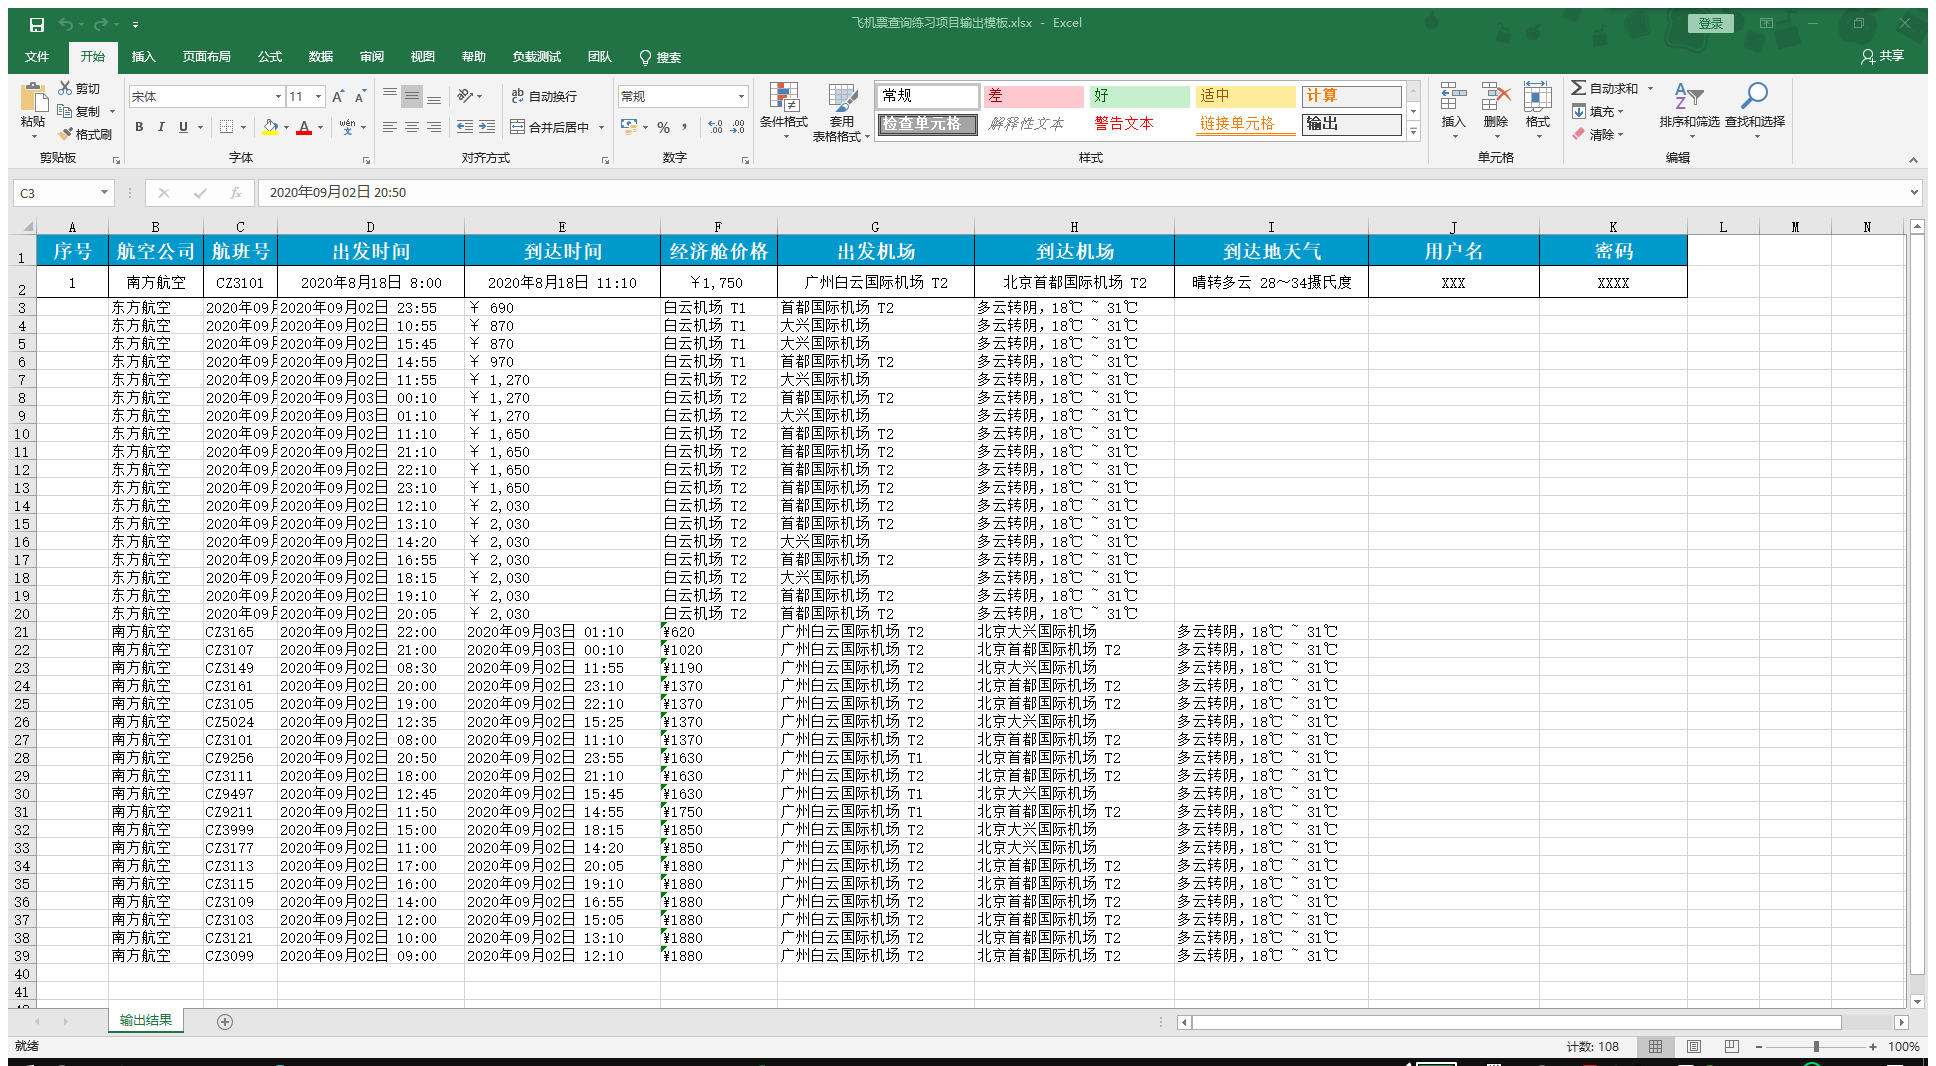 飞机票查询练习项目输出模板.xlsx - Excel
登录
文件 开始 插入 页面布局 公式 数据 审阅 视图 帮助 负载测试 团队 搜索 共享
粘贴 剪切 复制 格式刷 剪贴板
宋体 11 B I U wén 字体
自动换行 合并后居中 对齐方式
常规 % 数字
条件格式 套用表格格式
常规 差 好 适中 计算
检查单元格 解释性文本 警告文本 链接单元格 输出
样式
插入 删除 格式 单元格
自动求和 填充 清除 排序和筛选 查找和选择 编辑
C3 fx 2020年09月02日 20:50
A B C D E F G H I J K L M N
1 序号 航空公司 航班号 出发时间 到达时间 经济舱价格 出发机场 到达机场 到达地天气 用户名 密码
2 1 南方航空 CZ3101 2020年8月18日 8:00 2020年8月18日 11:10 ￥1,750 广州白云国际机场 T2 北京首都国际机场 T2 晴转多云 28～34摄氏度 XXX XXXX
3 东方航空 2020年09月 2020年09月02日 23:55 ￥ 690 白云机场 T1 首都国际机场 T2 多云转阴，18℃ ~ 31℃
4 东方航空 2020年09月 2020年09月02日 10:55 ￥ 870 白云机场 T1 大兴国际机场 多云转阴，18℃ ~ 31℃
5 东方航空 2020年09月 2020年09月02日 15:45 ￥ 870 白云机场 T1 大兴国际机场 多云转阴，18℃ ~ 31℃
6 东方航空 2020年09月 2020年09月02日 14:55 ￥ 970 白云机场 T1 首都国际机场 T2 多云转阴，18℃ ~ 31℃
7 东方航空 2020年09月 2020年09月02日 11:55 ￥ 1,270 白云机场 T2 大兴国际机场 多云转阴，18℃ ~ 31℃
8 东方航空 2020年09月 2020年09月03日 00:10 ￥ 1,270 白云机场 T2 首都国际机场 T2 多云转阴，18℃ ~ 31℃
9 东方航空 2020年09月 2020年09月03日 01:10 ￥ 1,270 白云机场 T2 大兴国际机场 多云转阴，18℃ ~ 31℃
10 东方航空 2020年09月 2020年09月02日 11:10 ￥ 1,650 白云机场 T2 首都国际机场 T2 多云转阴，18℃ ~ 31℃
11 东方航空 2020年09月 2020年09月02日 21:10 ￥ 1,650 白云机场 T2 首都国际机场 T2 多云转阴，18℃ ~ 31℃
12 东方航空 2020年09月 2020年09月02日 22:10 ￥ 1,650 白云机场 T2 首都国际机场 T2 多云转阴，18℃ ~ 31℃
13 东方航空 2020年09月 2020年09月02日 23:10 ￥ 1,650 白云机场 T2 首都国际机场 T2 多云转阴，18℃ ~ 31℃
14 东方航空 2020年09月 2020年09月02日 12:10 ￥ 2,030 白云机场 T2 首都国际机场 T2 多云转阴，18℃ ~ 31℃
15 东方航空 2020年09月 2020年09月02日 13:10 ￥ 2,030 白云机场 T2 首都国际机场 T2 多云转阴，18℃ ~ 31℃
16 东方航空 2020年09月 2020年09月02日 14:20 ￥ 2,030 白云机场 T2 大兴国际机场 多云转阴，18℃ ~ 31℃
17 东方航空 2020年09月 2020年09月02日 16:55 ￥ 2,030 白云机场 T2 首都国际机场 T2 多云转阴，18℃ ~ 31℃
18 东方航空 2020年09月 2020年09月02日 18:15 ￥ 2,030 白云机场 T2 大兴国际机场 多云转阴，18℃ ~ 31℃
19 东方航空 2020年09月 2020年09月02日 19:10 ￥ 2,030 白云机场 T2 首都国际机场 T2 多云转阴，18℃ ~ 31℃
20 东方航空 2020年09月 2020年09月02日 20:05 ￥ 2,030 白云机场 T2 首都国际机场 T2 多云转阴，18℃ ~ 31℃
21 南方航空 CZ3165 2020年09月02日 22:00 2020年09月03日 01:10 ¥620 广州白云国际机场 T2 北京大兴国际机场 多云转阴，18℃ ~ 31℃
22 南方航空 CZ3107 2020年09月02日 21:00 2020年09月03日 00:10 ¥1020 广州白云国际机场 T2 北京首都国际机场 T2 多云转阴，18℃ ~ 31℃
23 南方航空 CZ3149 2020年09月02日 08:30 2020年09月02日 11:55 ¥1190 广州白云国际机场 T2 北京大兴国际机场 多云转阴，18℃ ~ 31℃
24 南方航空 CZ3161 2020年09月02日 20:00 2020年09月02日 23:10 ¥1370 广州白云国际机场 T2 北京首都国际机场 T2 多云转阴，18℃ ~ 31℃
25 南方航空 CZ3105 2020年09月02日 19:00 2020年09月02日 22:10 ¥1370 广州白云国际机场 T2 北京首都国际机场 T2 多云转阴，18℃ ~ 31℃
26 南方航空 CZ5024 2020年09月02日 12:35 2020年09月02日 15:25 ¥1370 广州白云国际机场 T2 北京大兴国际机场 多云转阴，18℃ ~ 31℃
27 南方航空 CZ3101 2020年09月02日 08:00 2020年09月02日 11:10 ¥1370 广州白云国际机场 T2 北京首都国际机场 T2 多云转阴，18℃ ~ 31℃
28 南方航空 CZ9256 2020年09月02日 20:50 2020年09月02日 23:55 ¥1630 广州白云国际机场 T1 北京首都国际机场 T2 多云转阴，18℃ ~ 31℃
29 南方航空 CZ3111 2020年09月02日 18:00 2020年09月02日 21:10 ¥1630 广州白云国际机场 T2 北京首都国际机场 T2 多云转阴，18℃ ~ 31℃
30 南方航空 CZ9497 2020年09月02日 12:45 2020年09月02日 15:45 ¥1630 广州白云国际机场 T1 北京大兴国际机场 多云转阴，18℃ ~ 31℃
31 南方航空 CZ9211 2020年09月02日 11:50 2020年09月02日 14:55 ¥1750 广州白云国际机场 T1 北京首都国际机场 T2 多云转阴，18℃ ~ 31℃
32 南方航空 CZ3999 2020年09月02日 15:00 2020年09月02日 18:15 ¥1850 广州白云国际机场 T2 北京大兴国际机场 多云转阴，18℃ ~ 31℃
33 南方航空 CZ3177 2020年09月02日 11:00 2020年09月02日 14:20 ¥1850 广州白云国际机场 T2 北京大兴国际机场 多云转阴，18℃ ~ 31℃
34 南方航空 CZ3113 2020年09月02日 17:00 2020年09月02日 20:05 ¥1880 广州白云国际机场 T2 北京首都国际机场 T2 多云转阴，18℃ ~ 31℃
35 南方航空 CZ3115 2020年09月02日 16:00 2020年09月02日 19:10 ¥1880 广州白云国际机场 T2 北京首都国际机场 T2 多云转阴，18℃ ~ 31℃
36 南方航空 CZ3109 2020年09月02日 14:00 2020年09月02日 16:55 ¥1880 广州白云国际机场 T2 北京首都国际机场 T2 多云转阴，18℃ ~ 31℃
37 南方航空 CZ3103 2020年09月02日 12:00 2020年09月02日 15:05 ¥1880 广州白云国际机场 T2 北京首都国际机场 T2 多云转阴，18℃ ~ 31℃
38 南方航空 CZ3121 2020年09月02日 10:00 2020年09月02日 13:10 ¥1880 广州白云国际机场 T2 北京首都国际机场 T2 多云转阴，18℃ ~ 31℃
39 南方航空 CZ3099 2020年09月02日 09:00 2020年09月02日 12:10 ¥1880 广州白云国际机场 T2 北京首都国际机场 T2 多云转阴，18℃ ~ 31℃
40
41
输出结果
就绪 计数: 108 100%